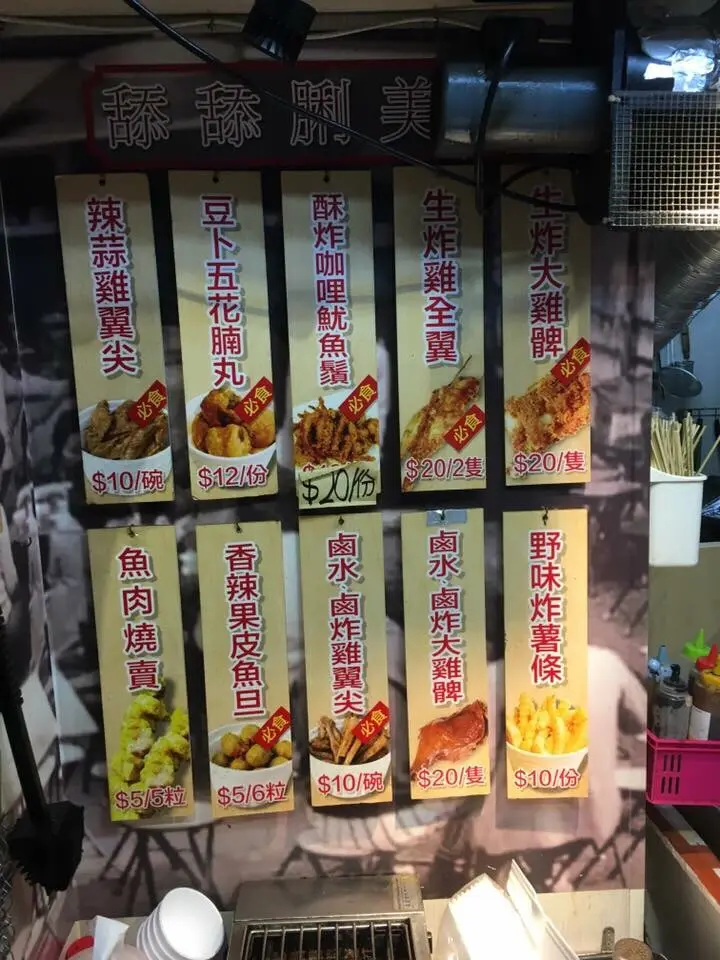 舔舔脷美
辣蒜雞翼尖
必食
$10/碗
豆卜五花腩丸
必食
$12/份
酥炸咖哩魷魚鬚
必食
$20/份
生炸雞全翼
必食
$20/2隻
生炸大雞髀
必食
$20/隻
魚肉燒賣
$5/5粒
香辣果皮魚旦
必食
$5/6粒
鹵水、鹵炸雞翼尖
必食
$10/碗
鹵水、鹵炸大雞髀
$20/隻
野味炸薯條
$10/份